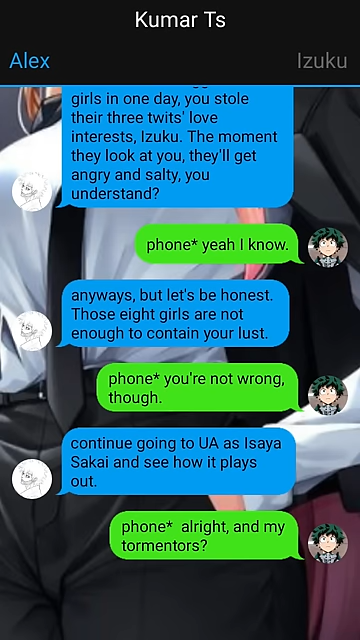 Kumar Ts
Alex
Izuku
girls in one day, you stole
their three twits' love
interests, Izuku. The moment
they look at you, they'll get
angry and salty, you
understand?
phone* yeah I know.
anyways, but let's be honest.
Those eight girls are not
enough to contain your lust.
phone* you're not wrong,
though.
continue going to UA as Isaya
Sakai and see how it plays
out.
phone*  alright, and my
tormentors?